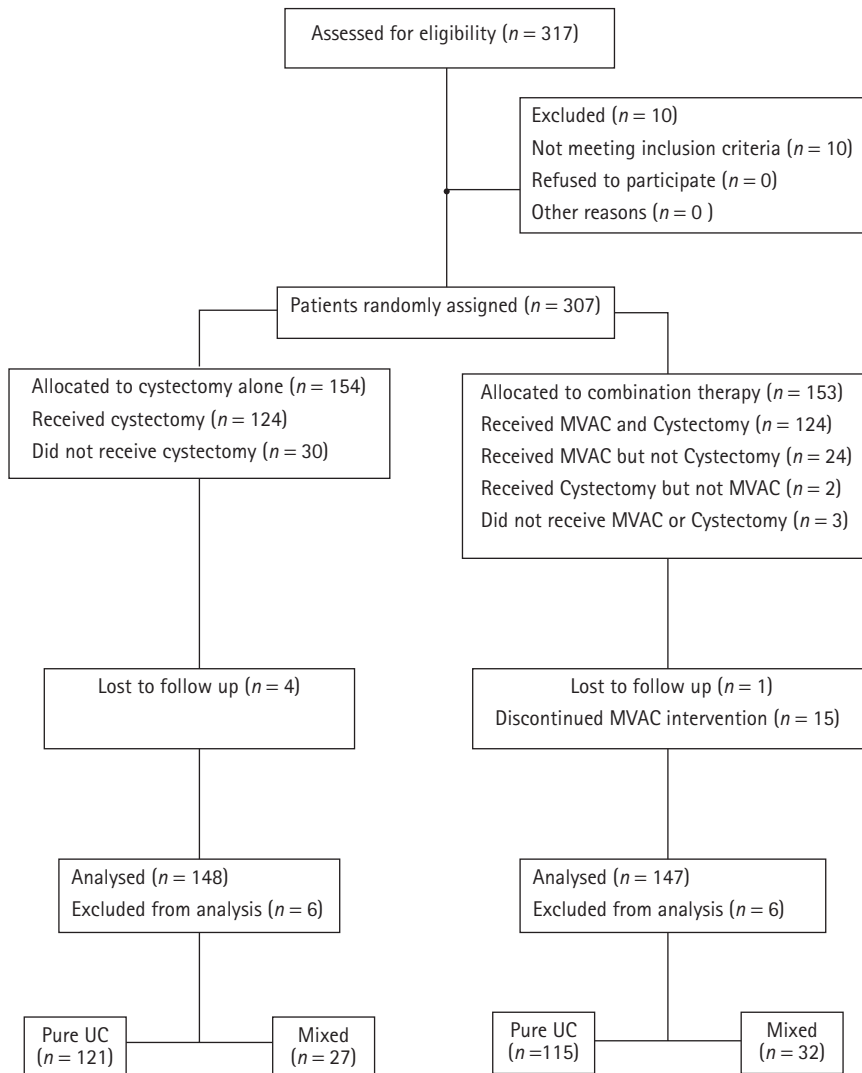 Assessed for eligibility (n = 317)
Excluded (n = 10)
Not meeting inclusion criteria (n = 10)
Refused to participate (n = 0)
Other reasons (n = 0 )
Patients randomly assigned (n = 307)
Allocated to cystectomy alone (n = 154)
Received cystectomy (n = 124)
Did not receive cystectomy (n = 30)
Allocated to combination therapy (n = 153)
Received MVAC and Cystectomy (n = 124)
Received MVAC but not Cystectomy (n = 24)
Received Cystectomy but not MVAC (n = 2)
Did not receive MVAC or Cystectomy (n = 3)
Lost to follow up (n = 4)
Lost to follow up (n = 1)
Discontinued MVAC intervention (n = 15)
Analysed (n = 148)
Excluded from analysis (n = 6)
Analysed (n = 147)
Excluded from analysis (n = 6)
Pure UC
(n = 121)
Mixed
(n = 27)
Pure UC
(n =115)
Mixed
(n = 32)